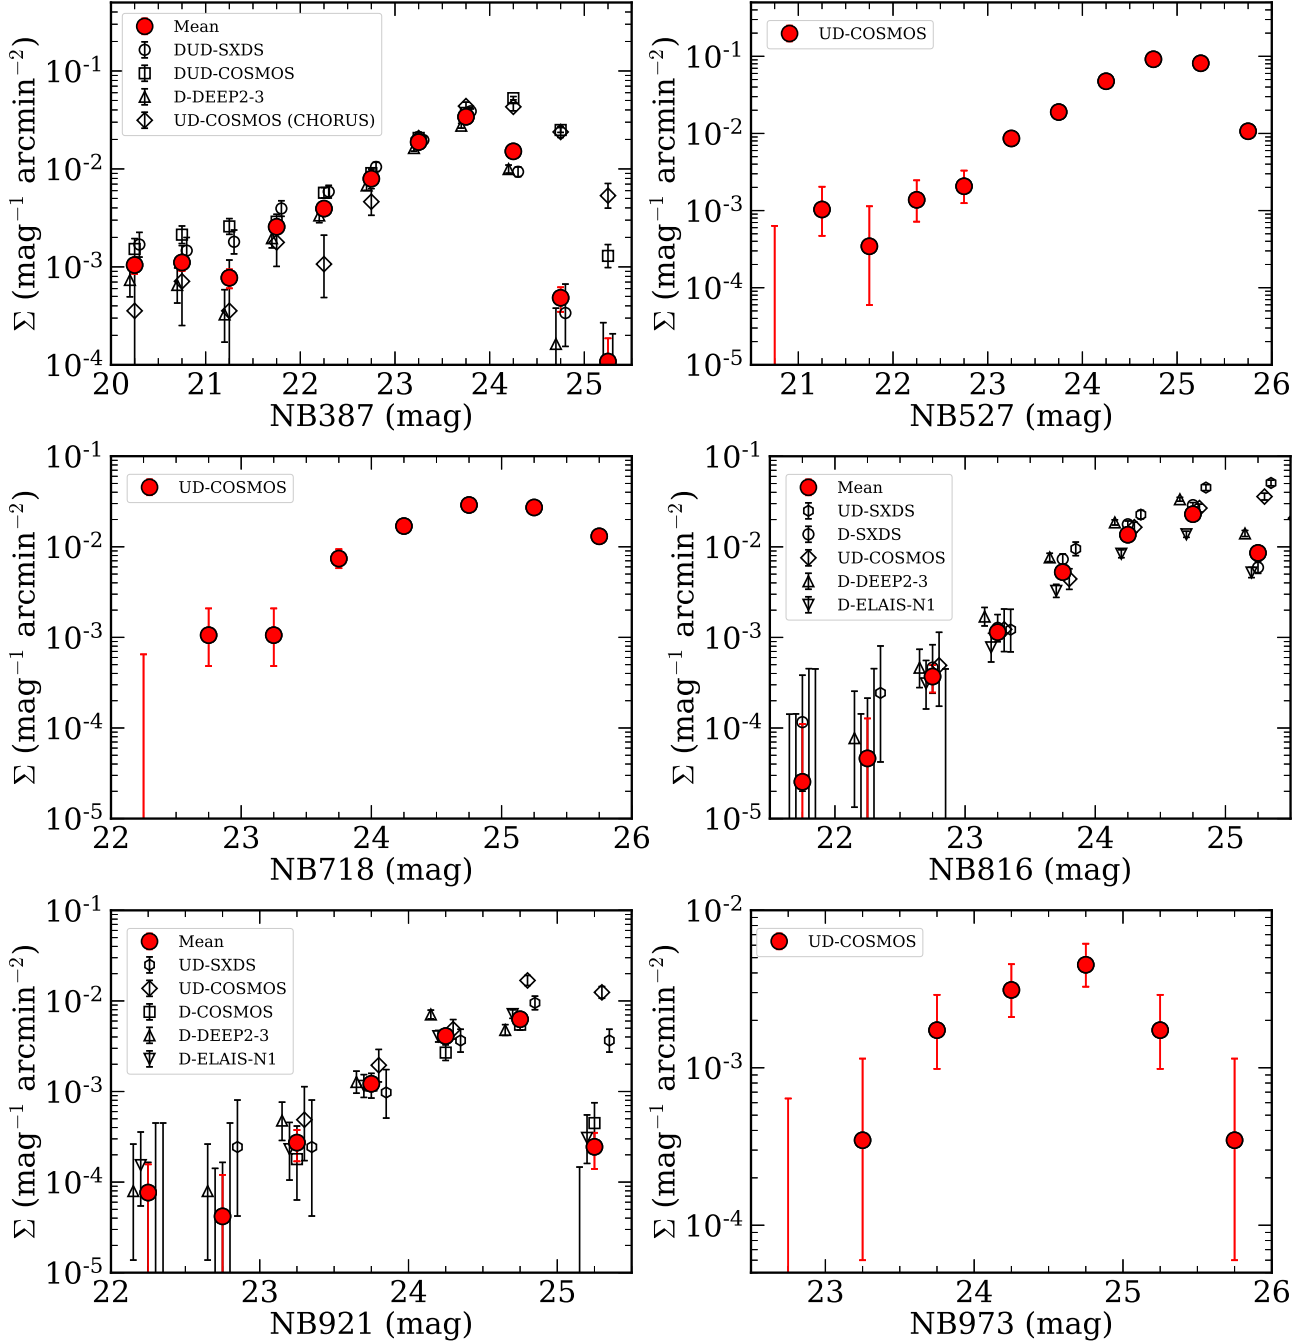 Σ (mag⁻¹ arcmin⁻²)
10⁻¹
10⁻²
10⁻³
10⁻⁴
Mean
DUD-SXDS
DUD-COSMOS
D-DEEP2-3
UD-COSMOS (CHORUS)
20 21 22 23 24 25
NB387 (mag)
Σ (mag⁻¹ arcmin⁻²)
10⁻¹
10⁻²
10⁻³
10⁻⁴
10⁻⁵
UD-COSMOS
21 22 23 24 25 26
NB527 (mag)
Σ (mag⁻¹ arcmin⁻²)
10⁻¹
10⁻²
10⁻³
10⁻⁴
10⁻⁵
UD-COSMOS
22 23 24 25 26
NB718 (mag)
Σ (mag⁻¹ arcmin⁻²)
10⁻¹
10⁻²
10⁻³
10⁻⁴
10⁻⁵
Mean
UD-SXDS
D-SXDS
UD-COSMOS
D-DEEP2-3
D-ELAIS-N1
22 23 24 25
NB816 (mag)
Σ (mag⁻¹ arcmin⁻²)
10⁻¹
10⁻²
10⁻³
10⁻⁴
10⁻⁵
Mean
UD-SXDS
UD-COSMOS
D-COSMOS
D-DEEP2-3
D-ELAIS-N1
22 23 24 25
NB921 (mag)
Σ (mag⁻¹ arcmin⁻²)
10⁻²
10⁻³
10⁻⁴
UD-COSMOS
23 24 25 26
NB973 (mag)